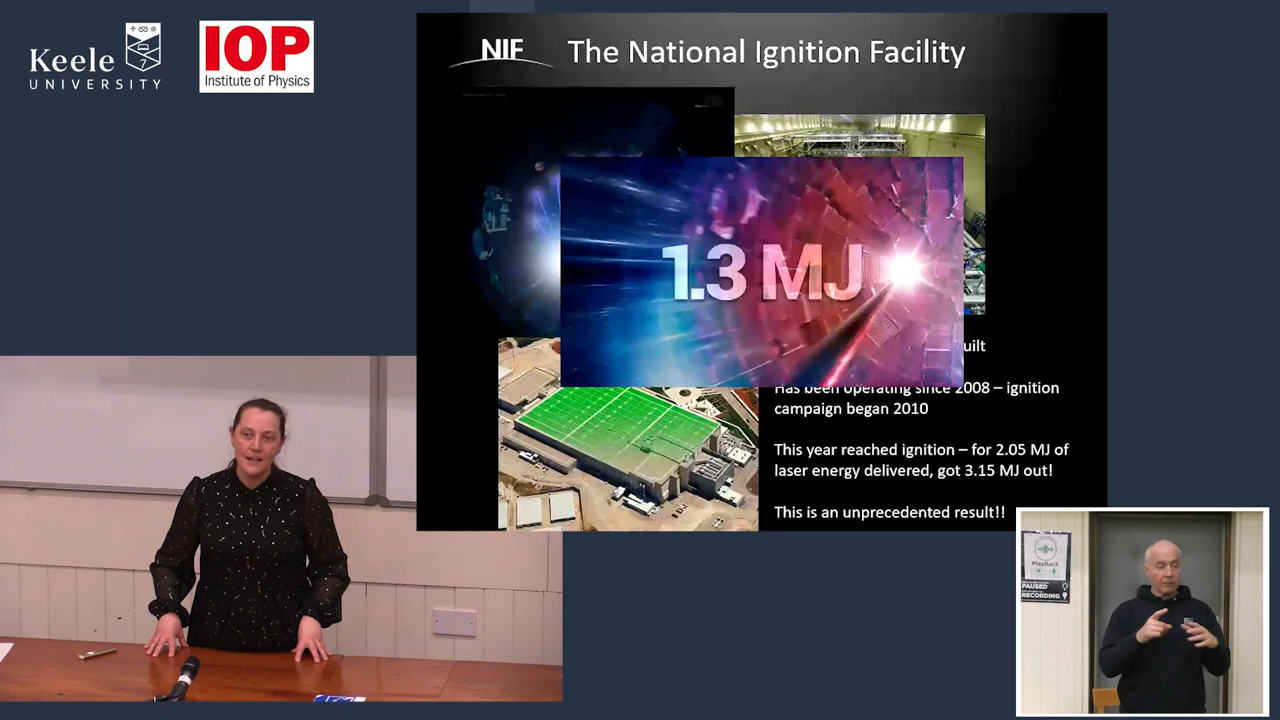 Keele
UNIVERSITY
IOP
Institute of Physics
NIF
The National Ignition Facility
1.3 MJ
Has been operating since 2008 – ignition
campaign began 2010
This year reached ignition – for 2.05 MJ of
laser energy delivered, got 3.15 MJ out!
This is an unprecedented result!!
PlayBack
PAUSED
RECORDING